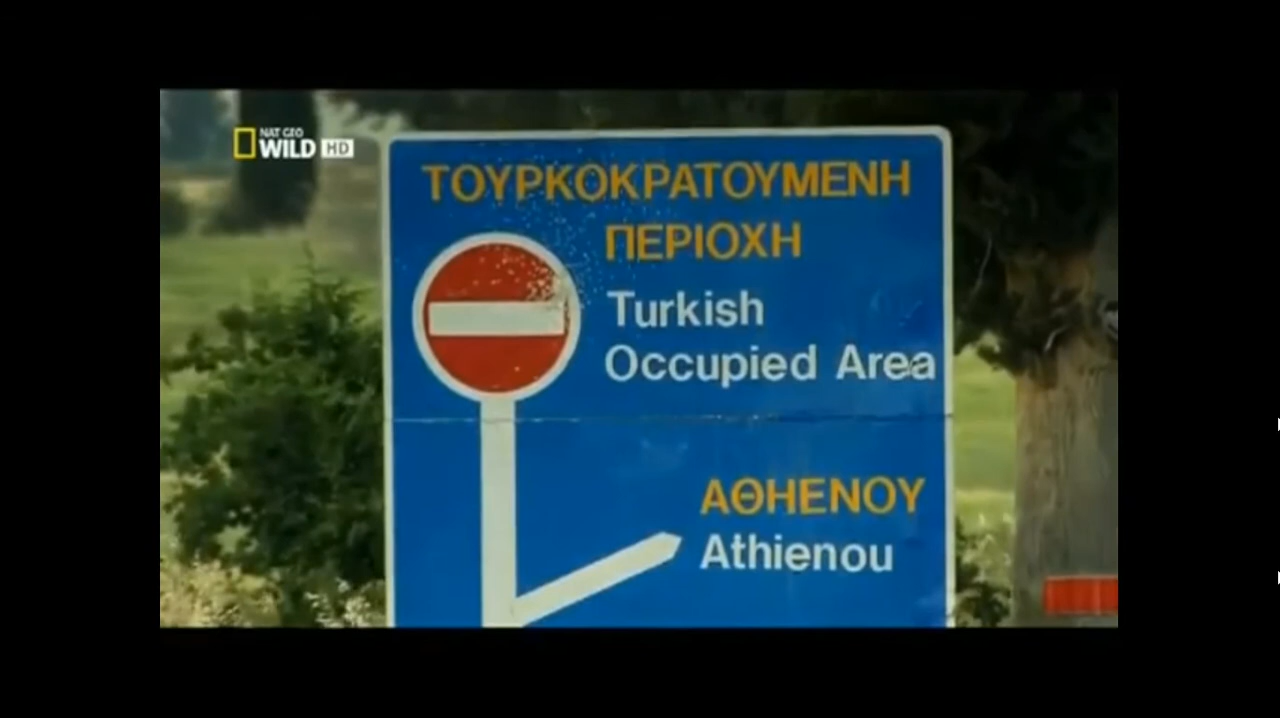 NAT GEO
WILD HD
ΤΟΥΡΚΟΚΡΑΤΟΥΜΕΝΗ
ΠΕΡΙΟΧΗ
Turkish
Occupied Area
ΑΘΗΕΝΟΥ
Athienou